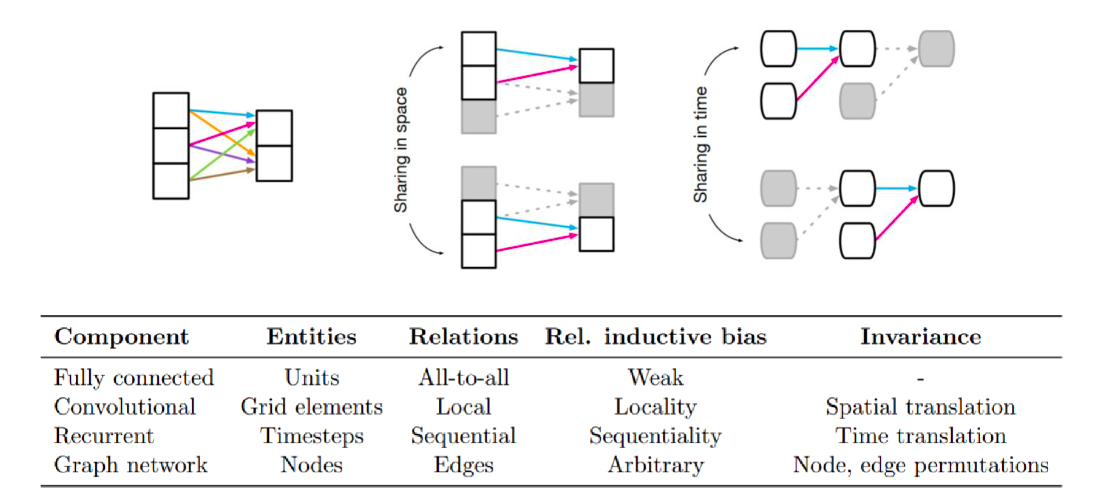 Sharing in space
Sharing in time
Component Entities Relations Rel. inductive bias Invariance
Fully connected Units All-to-all Weak -
Convolutional Grid elements Local Locality Spatial translation
Recurrent Timesteps Sequential Sequentiality Time translation
Graph network Nodes Edges Arbitrary Node, edge permutations